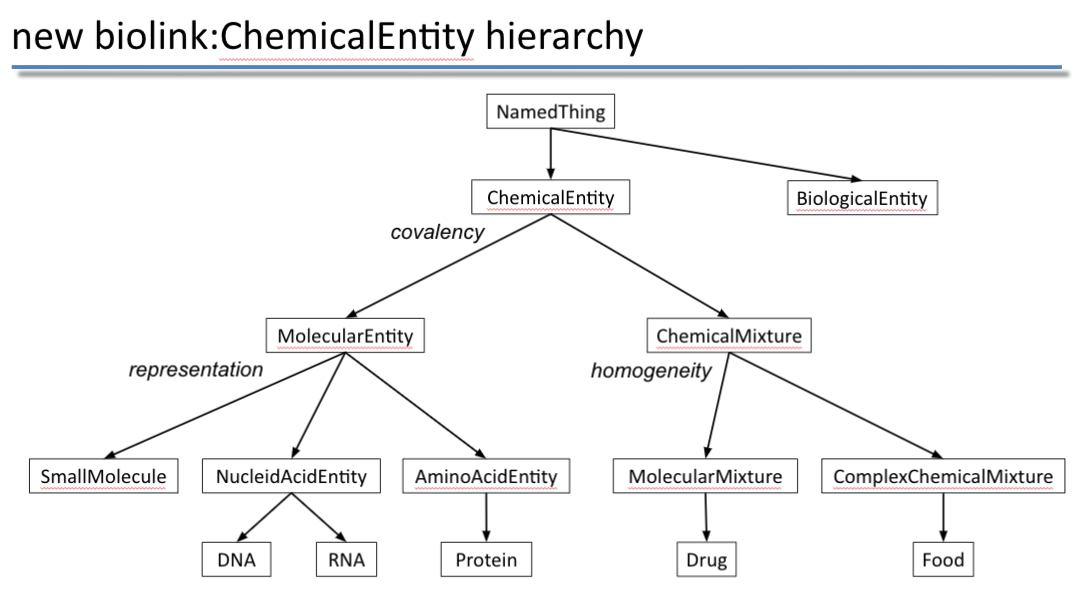 new biolink:ChemicalEntity hierarchy
NamedThing
ChemicalEntity
BiologicalEntity
covalency
MolecularEntity
ChemicalMixture
representation
homogeneity
SmallMolecule
NucleidAcidEntity
AminoAcidEntity
MolecularMixture
ComplexChemicalMixture
DNA
RNA
Protein
Drug
Food